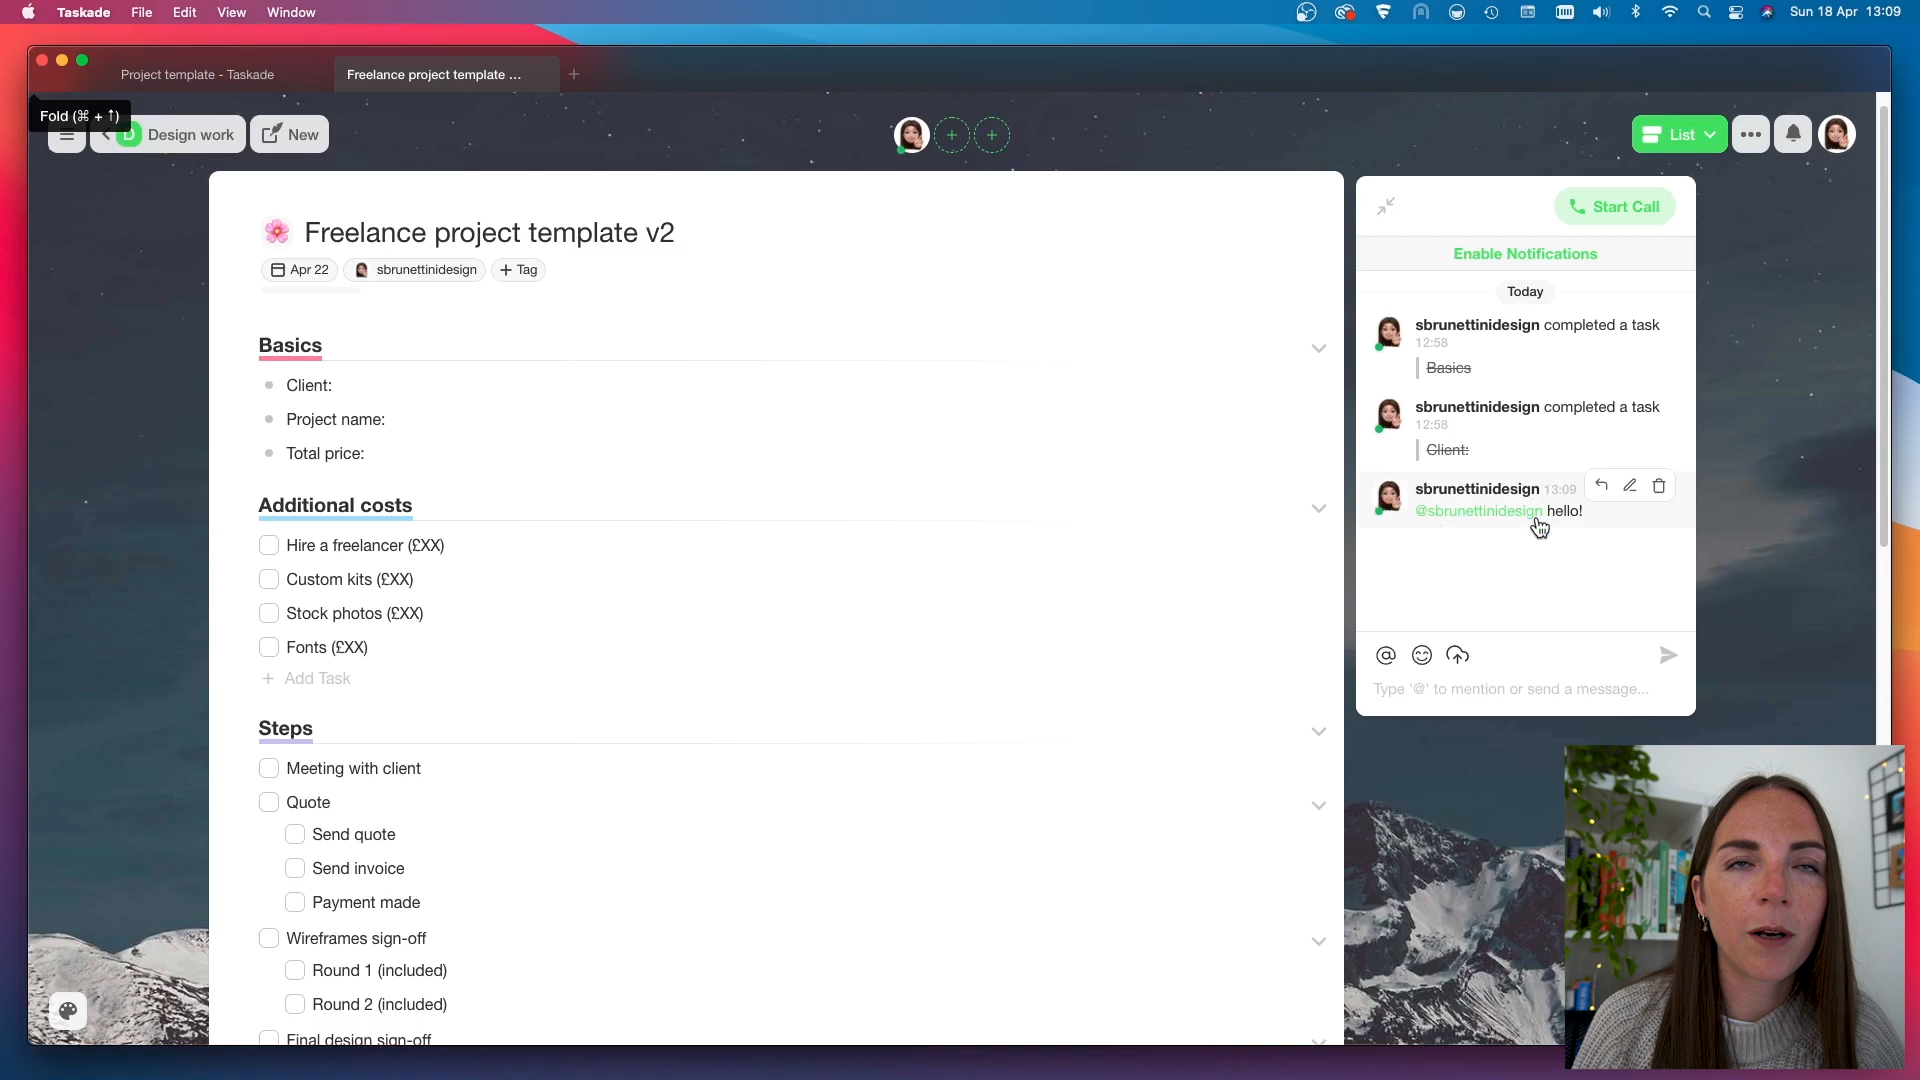 Taskade File Edit View Window
Sun 18 Apr 13:09
Project template - Taskade
Freelance project template ...
Fold (⌘ + ↑)
D Design work
New
List
Freelance project template v2
Apr 22
sbrunettinidesign
+ Tag
Basics
Client:
Project name:
Total price:
Additional costs
Hire a freelancer (£XX)
Custom kits (£XX)
Stock photos (£XX)
Fonts (£XX)
+ Add Task
Steps
Meeting with client
Quote
Send quote
Send invoice
Payment made
Wireframes sign-off
Round 1 (included)
Round 2 (included)
Final design sign-off
Start Call
Enable Notifications
Today
sbrunettinidesign completed a task
12:58
Basics
sbrunettinidesign completed a task
12:58
Client:
sbrunettinidesign 13:09
@sbrunettinidesign hello!
Type '@' to mention or send a message...